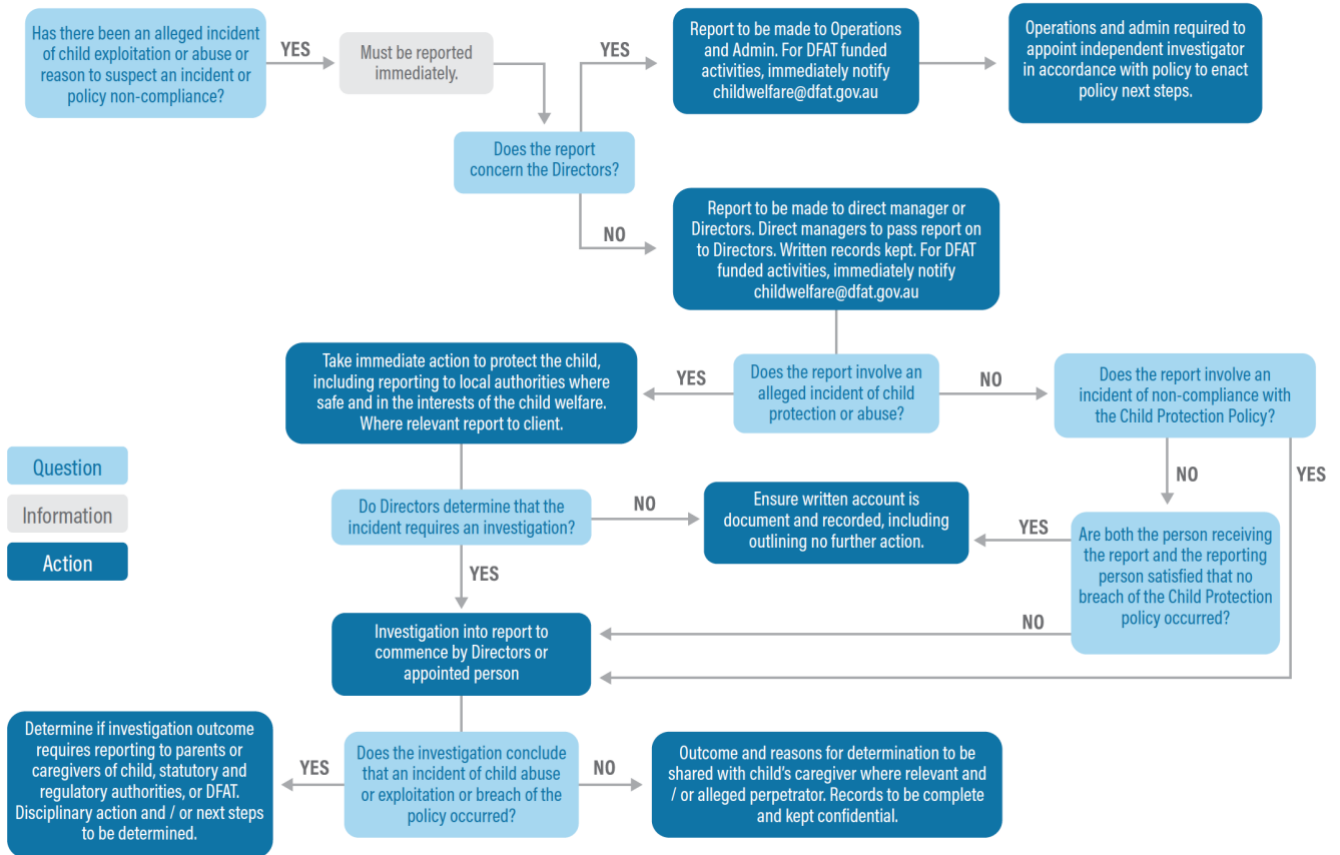 Has there been an alleged incident
of child exploitation or abuse or
reason to suspect an incident or
policy non-compliance?
YES
Must be reported
immediately.
YES
Report to be made to Operations
and Admin. For DFAT funded
activities, immediately notify
childwelfare@dfat.gov.au
Operations and admin required to
appoint independent investigator
in accordance with policy to enact
policy next steps.
Does the report
concern the Directors?
NO
Report to be made to direct manager or
Directors. Direct managers to pass report on
to Directors. Written records kept. For DFAT
funded activities, immediately notify
childwelfare@dfat.gov.au
Take immediate action to protect the child,
including reporting to local authorities where
safe and in the interests of the child welfare.
Where relevant report to client.
YES
Does the report involve an
alleged incident of child
protection or abuse?
NO
Does the report involve an
incident of non-compliance with
the Child Protection Policy?
Question
Information
Action
Do Directors determine that the
incident requires an investigation?
NO
Ensure written account is
document and recorded, including
outlining no further action.
YES
NO
YES
Are both the person receiving
the report and the reporting
person satisfied that no
breach of the Child Protection
policy occurred?
YES
NO
Investigation into report to
commence by Directors or
appointed person
Determine if investigation outcome
requires reporting to parents or
caregivers of child, statutory and
regulatory authorities, or DFAT.
Disciplinary action and / or next steps
to be determined.
YES
Does the investigation conclude
that an incident of child abuse
or exploitation or breach of the
policy occurred?
NO
Outcome and reasons for determination to be
shared with child's caregiver where relevant and
/ or alleged perpetrator. Records to be complete
and kept confidential.